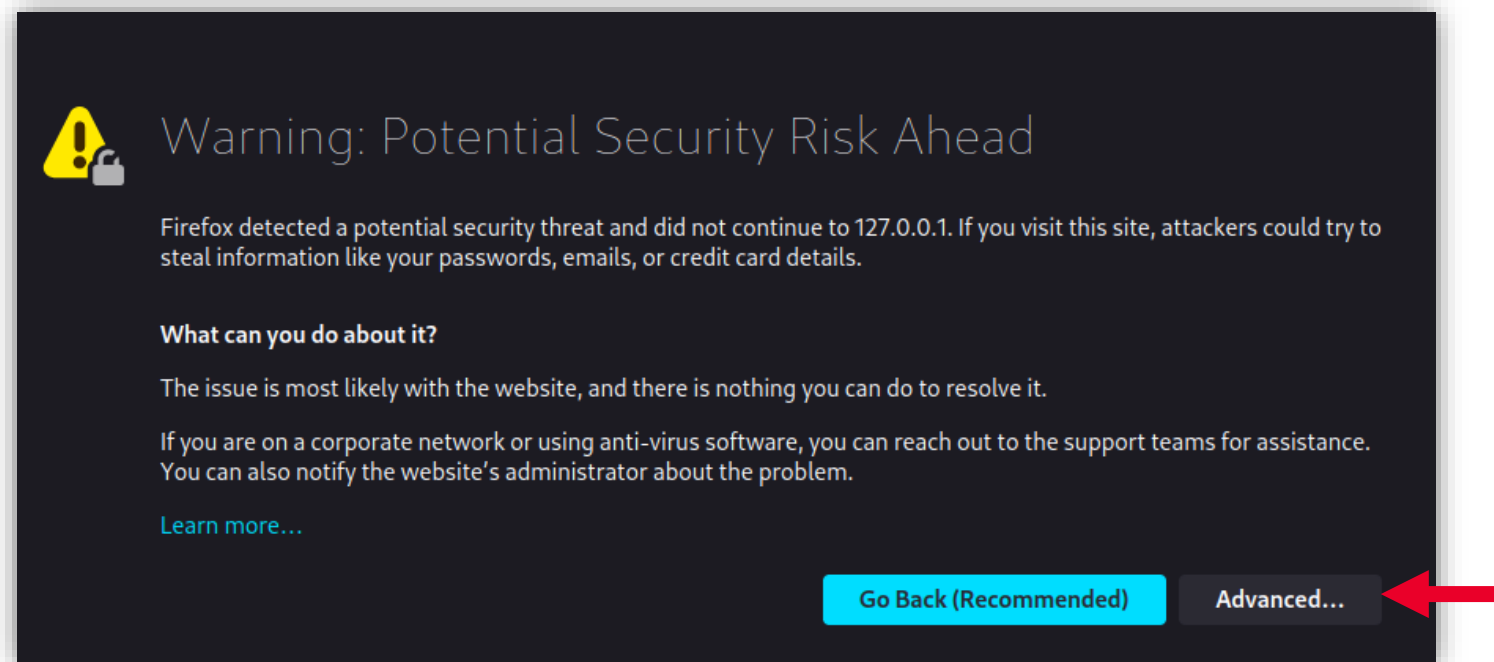 Warning: Potential Security Risk Ahead
Firefox detected a potential security threat and did not continue to 127.0.0.1. If you visit this site, attackers could try to
steal information like your passwords, emails, or credit card details.
What can you do about it?
The issue is most likely with the website, and there is nothing you can do to resolve it.
If you are on a corporate network or using anti-virus software, you can reach out to the support teams for assistance.
You can also notify the website’s administrator about the problem.
Learn more…
Go Back (Recommended)
Advanced…